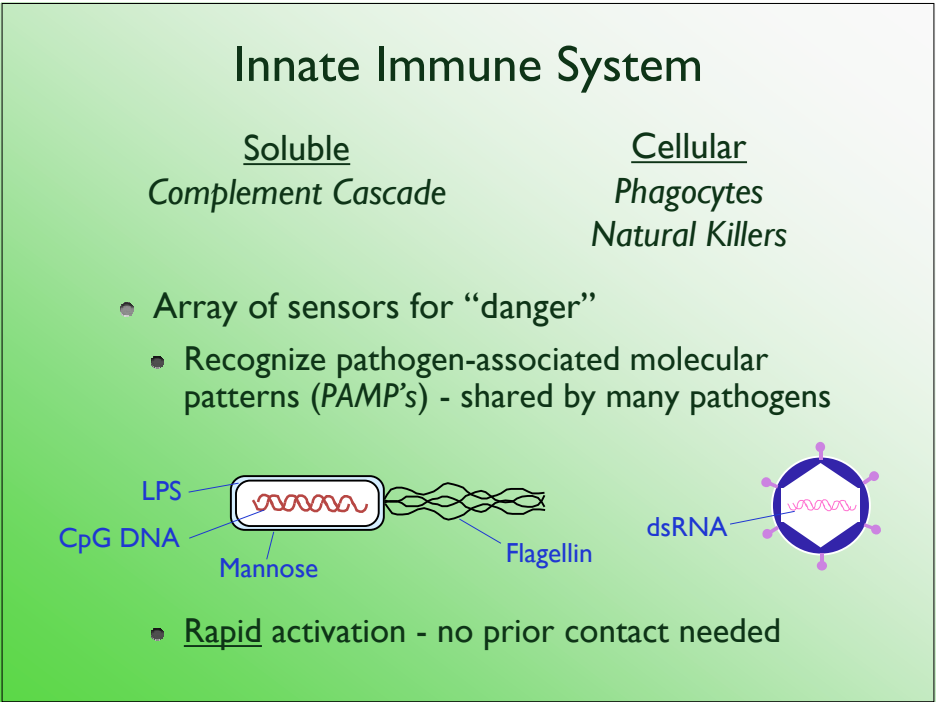 Innate Immune System
Soluble
Complement Cascade
Cellular
Phagocytes
Natural Killers
Array of sensors for “danger”
Recognize pathogen-associated molecular
patterns (PAMP’s) - shared by many pathogens
LPS
CpG DNA
Mannose
Flagellin
dsRNA
Rapid activation - no prior contact needed